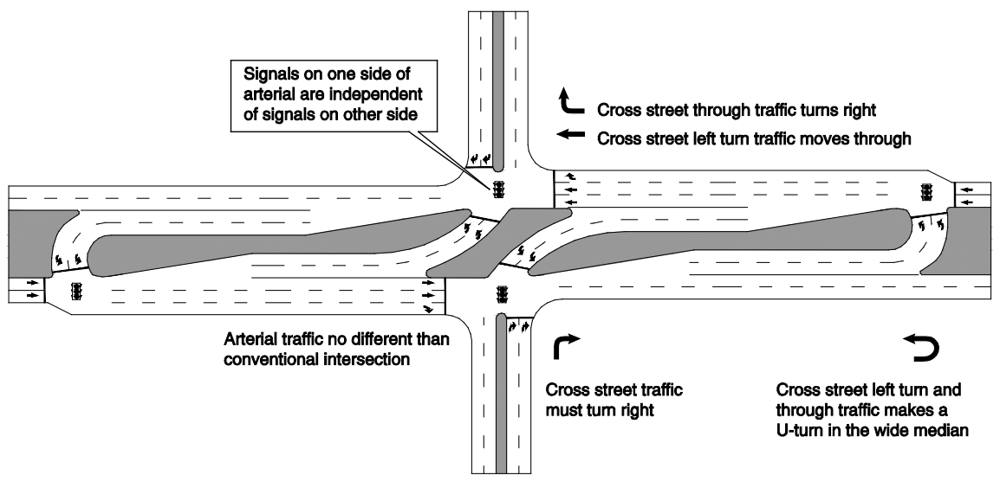 Signals on one side of
arterial are independent
of signals on other side
Cross street through traffic turns right
Cross street left turn traffic moves through
Arterial traffic no different than
conventional intersection
Cross street traffic
must turn right
Cross street left turn and
through traffic makes a
U-turn in the wide median